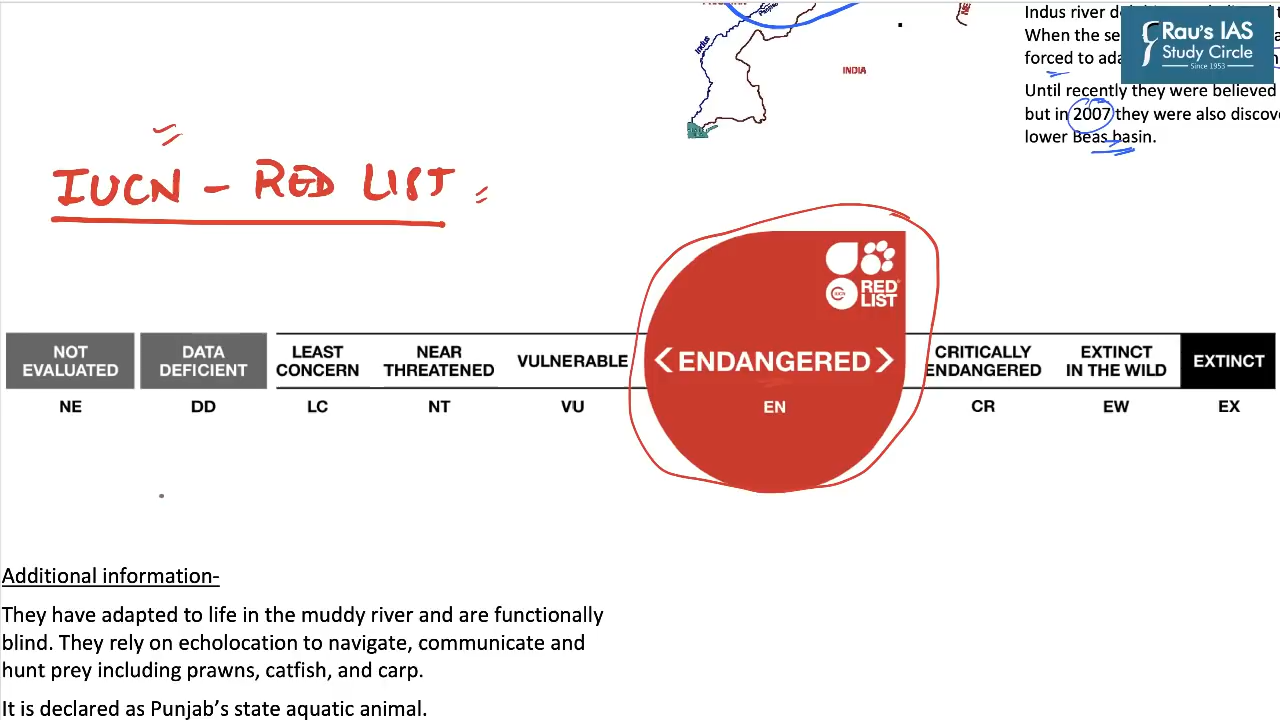 Indus
Punjab
INDIA
Indus river
When the se
forced to ada
Until recently they were believed
but in 2007 they were also discove
lower Beas basin.
Rau's IAS
Study Circle
Since 1953
IUCN - RED LIST
RED
LIST
NOT
EVALUATED
NE
DATA
DEFICIENT
DD
LEAST
CONCERN
LC
NEAR
THREATENED
NT
VULNERABLE
VU
<ENDANGERED>
EN
CRITICALLY
ENDANGERED
CR
EXTINCT
IN THE WILD
EW
EXTINCT
EX
Additional information-
They have adapted to life in the muddy river and are functionally
blind. They rely on echolocation to navigate, communicate and
hunt prey including prawns, catfish, and carp.
It is declared as Punjab's state aquatic animal.